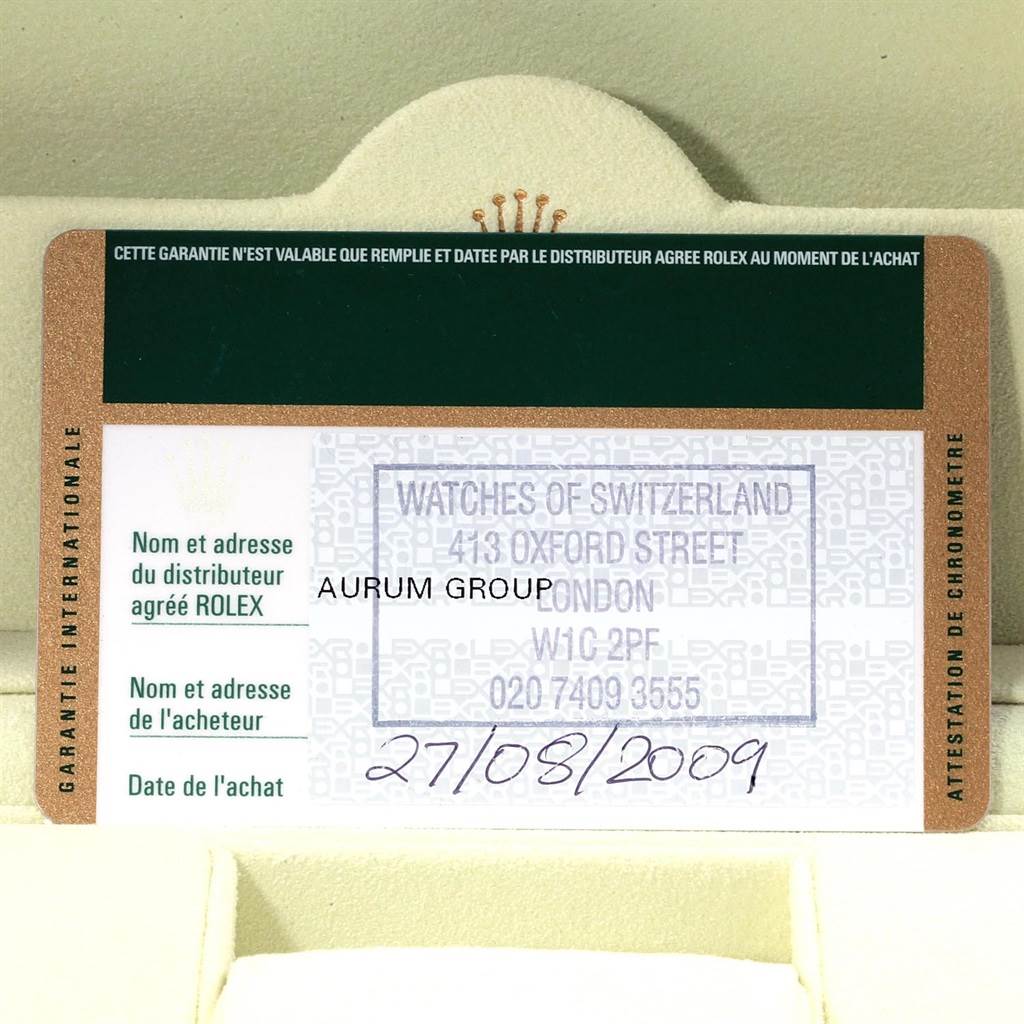 CETTE GARANTIE N'EST VALABLE QUE REMPLIE ET DATEE PAR LE DISTRIBUTEUR AGREE ROLEX AU MOMENT DE L'ACHAT
GARANTIE INTERNATIONALE
ATTESTATION DE CHRONOMETRE
WATCHES OF SWITZERLAND
413 OXFORD STREET
LONDON
W1C 2PF
020 7409 3555
Nom et adresse
du distributeur
agréé ROLEX
AURUM GROUP
Nom et adresse
de l'acheteur
Date de l'achat
27/08/2009